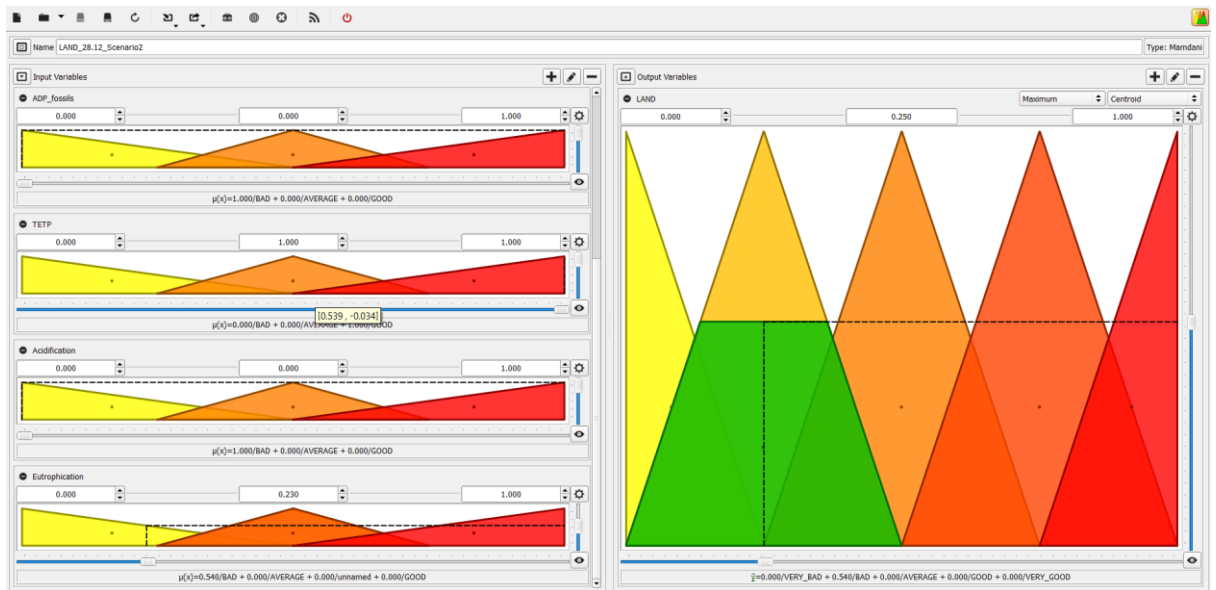 Name LAND_28.12_Scenario2 Type: Mamdani
Input Variables
ADP_fossils
0.000 0.000 1.000
μ(x)=1.000/BAD + 0.000/AVERAGE + 0.000/GOOD
TETP
0.000 1.000 1.000
[0.539 , -0.034]
μ(x)=0.000/BAD + 0.000/AVERAGE + 1.000/GOOD
Acidification
0.000 0.000 1.000
μ(x)=1.000/BAD + 0.000/AVERAGE + 0.000/GOOD
Eutrophication
0.000 0.230 1.000
μ(x)=0.540/BAD + 0.000/AVERAGE + 0.000/unnamed + 0.000/GOOD
Output Variables
LAND Maximum Centroid
0.000 0.250 1.000
ỹ=0.000/VERY_BAD + 0.540/BAD + 0.000/AVERAGE + 0.000/GOOD + 0.000/VERY_GOOD